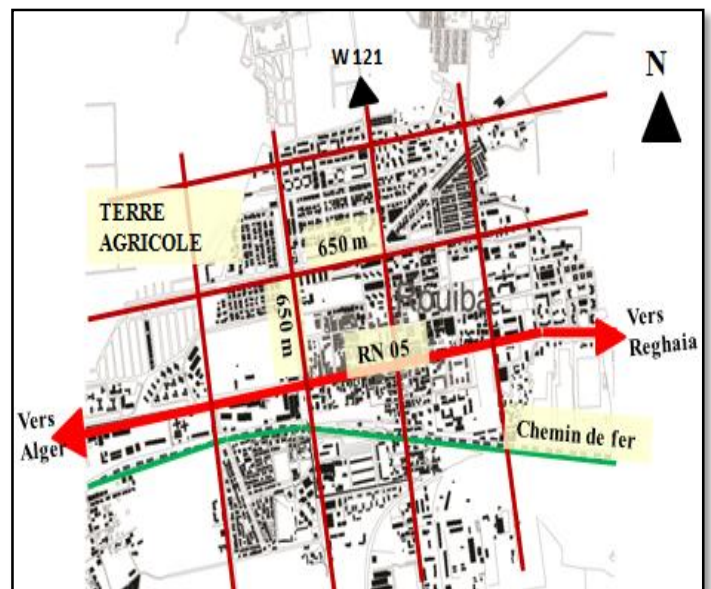 W 121
N
TERRE
AGRICOLE
650 m
650 m
Rouiba
RN 05
Vers
Reghaia
Vers
Alger
Chemin de fer